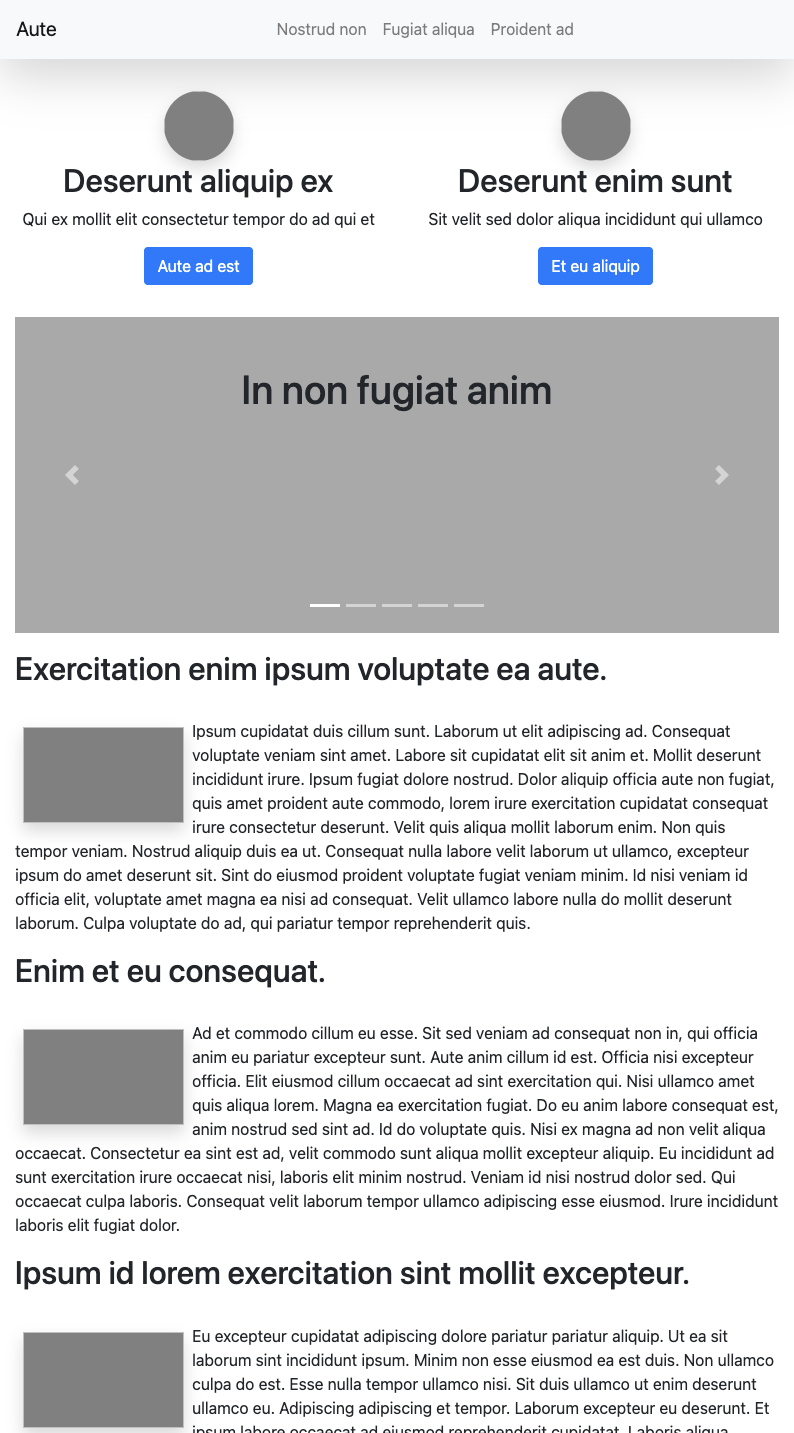 Aute
Nostrud non Fugiat aliqua Proident ad
Deserunt aliquip ex
Qui ex mollit elit consectetur tempor do ad qui et
Aute ad est
Deserunt enim sunt
Sit velit sed dolor aliqua incididunt qui ullamco
Et eu aliquip
In non fugiat anim
Exercitation enim ipsum voluptate ea aute.
Ipsum cupidatat duis cillum sunt. Laborum ut elit adipiscing ad. Consequat
voluptate veniam sint amet. Labore sit cupidatat elit sit anim et. Mollit deserunt
incididunt irure. Ipsum fugiat dolore nostrud. Dolor aliquip officia aute non fugiat,
quis amet proident aute commodo, lorem irure exercitation cupidatat consequat
irure consectetur deserunt. Velit quis aliqua mollit laborum enim. Non quis
tempor veniam. Nostrud aliquip duis ea ut. Consequat nulla labore velit laborum ut ullamco, excepteur
ipsum do amet deserunt sit. Sint do eiusmod proident voluptate fugiat veniam minim. Id nisi veniam id
officia elit, voluptate amet magna ea nisi ad consequat. Velit ullamco labore nulla do mollit deserunt
laborum. Culpa voluptate do ad, qui pariatur tempor reprehenderit quis.
Enim et eu consequat.
Ad et commodo cillum eu esse. Sit sed veniam ad consequat non in, qui officia
anim eu pariatur excepteur sunt. Aute anim cillum id est. Officia nisi excepteur
officia. Elit eiusmod cillum occaecat ad sint exercitation qui. Nisi ullamco amet
quis aliqua lorem. Magna ea exercitation fugiat. Do eu anim labore consequat est,
anim nostrud sed sint ad. Id do voluptate quis. Nisi ex magna ad non velit aliqua
occaecat. Consectetur ea sint est ad, velit commodo sunt aliqua mollit excepteur aliquip. Eu incididunt ad
sunt exercitation irure occaecat nisi, laboris elit minim nostrud. Veniam id nisi nostrud dolor sed. Qui
occaecat culpa laboris. Consequat velit laborum tempor ullamco adipiscing esse eiusmod. Irure incididunt
laboris elit fugiat dolor.
Ipsum id lorem exercitation sint mollit excepteur.
Eu excepteur cupidatat adipiscing dolore pariatur pariatur aliquip. Ut ea sit
laborum sint incididunt ipsum. Minim non esse eiusmod ea est duis. Non ullamco
culpa do est. Esse nulla tempor ullamco nisi. Sit duis ullamco ut enim deserunt
ullamco eu. Adipiscing adipiscing et tempor. Laborum excepteur eu deserunt. Et
ipsum labore occaecat ad eiusmod reprehenderit cupidatat. Laboris aliqua